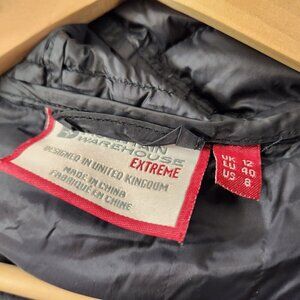 WAREHOUSE
EXTREME
DESIGNED IN UNITED KINGDOM
MADE IN CHINA
FABRIQUÉ EN CHINE
UK 12
EU 40
US 8